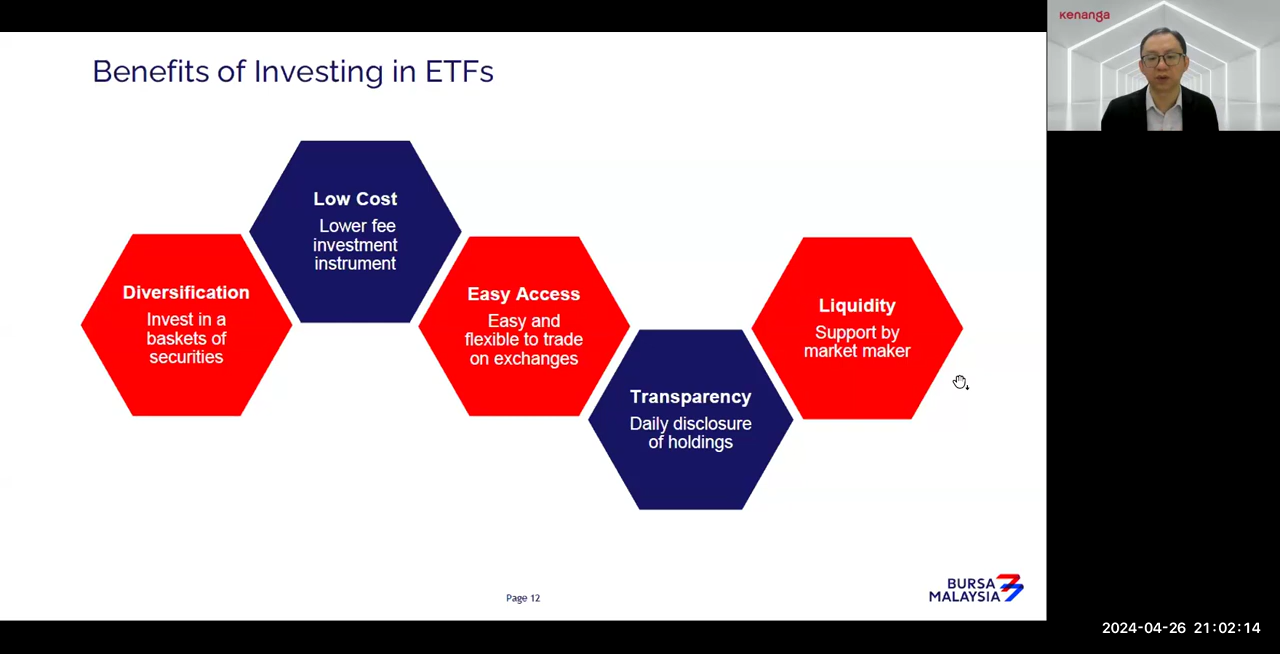 kenanga
Benefits of Investing in ETFs
Low Cost
Lower fee
investment
instrument
Diversification
Invest in a
baskets of
securities
Easy Access
Easy and
flexible to trade
on exchanges
Transparency
Daily disclosure
of holdings
Liquidity
Support by
market maker
Page 12
BURSA
MALAYSIA
2024-04-26 21:02:14